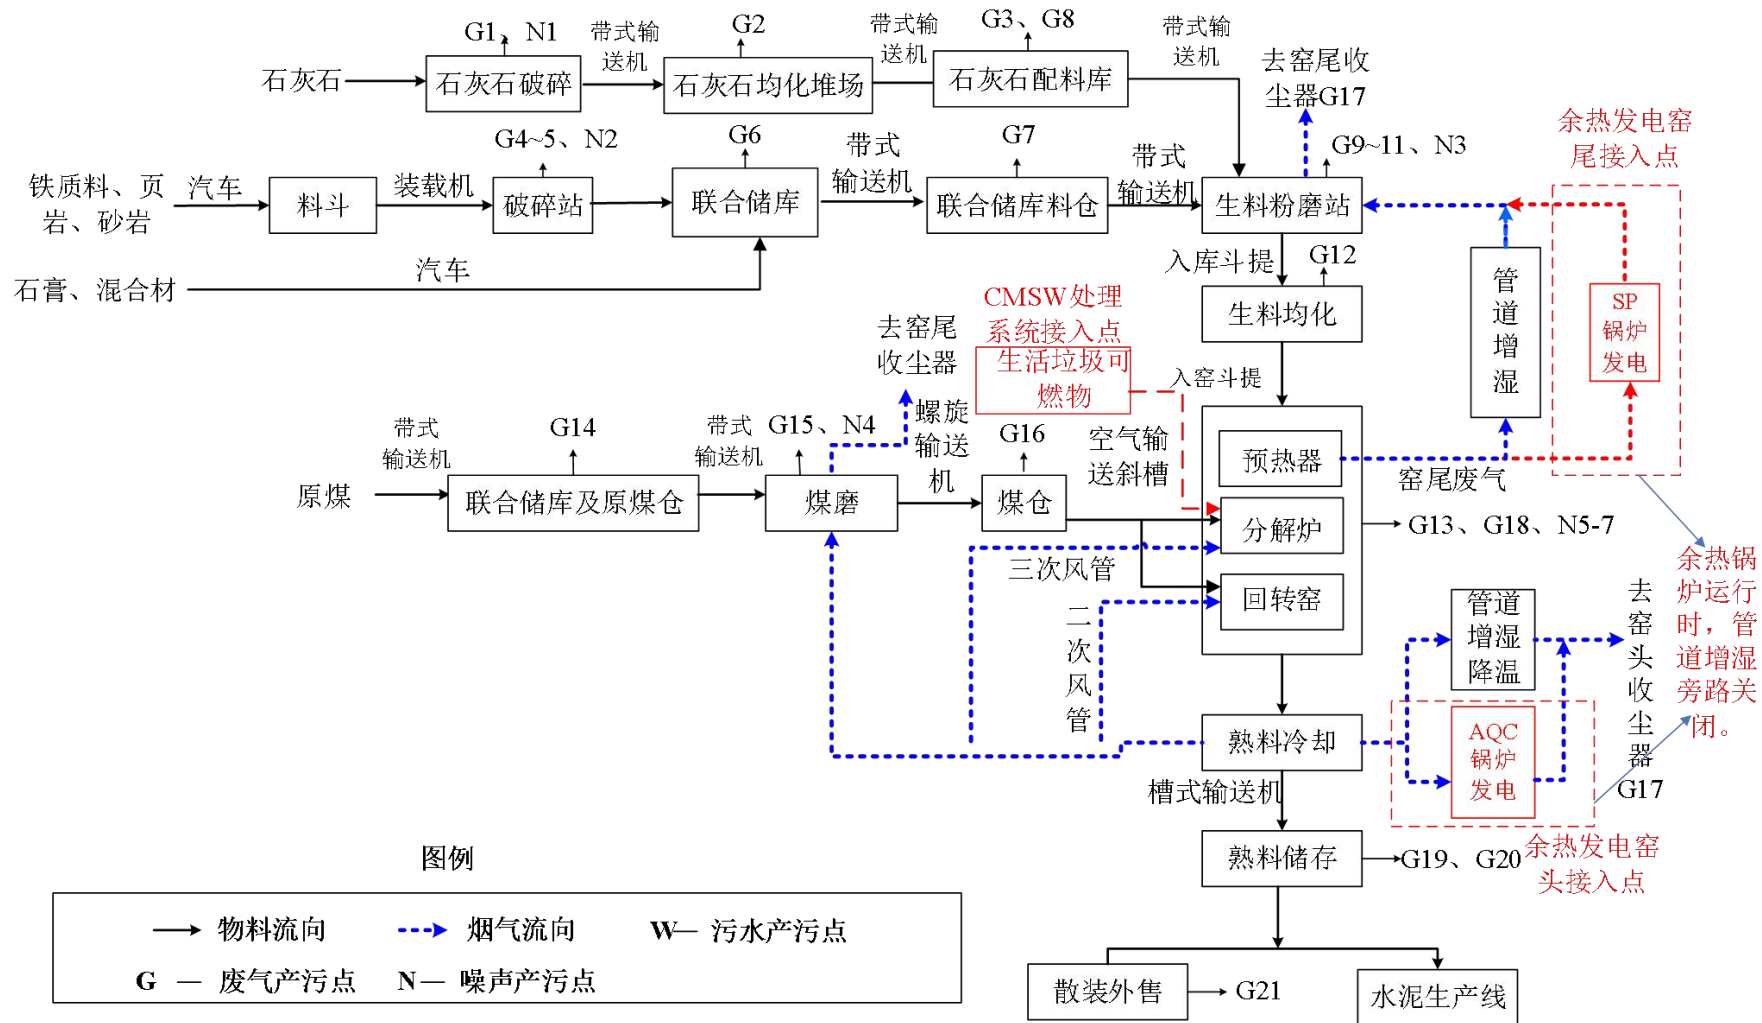 G1、N1
带式输
送机
G2
带式输
送机
G3、G8
带式输
送机
石灰石
石灰石破碎
石灰石均化堆场
石灰石配料库
去窑尾收
尘器G17
余热发电窑
尾接入点
G4~5、N2
G6
G7
G9~11、N3
铁质料、页
岩、砂岩
汽车
料斗
装载机
破碎站
联合储库
带式
输送机
联合储库料仓
带式
输送机
生料粉磨站
石膏、混合材
汽车
入库斗提
G12
生料均化
管
道
增
湿
SP
锅炉
发电
CMSW处理
系统接入点
生活垃圾可
燃物
去窑尾
收尘器
入窑斗提
原煤
带式
输送机
G14
联合储库及原煤仓
带式
输送机
G15、N4
煤磨
螺旋
输送
机
G16
煤仓
空气输
送斜槽
预热器
窑尾废气
分解炉
G13、G18、N5-7
三次风管
回转窑
二
次
风
管
管道
增湿
降温
去
窑
头
收
尘
器
G17
余热锅
炉运行
时，管
道增湿
旁路关
闭。
熟料冷却
AQC
锅炉
发电
槽式输送机
熟料储存
G19、G20
余热发电窑
头接入点
散装外售
G21
水泥生产线
图例
物料流向
烟气流向
W— 污水产污点
G — 废气产污点
N— 噪声产污点